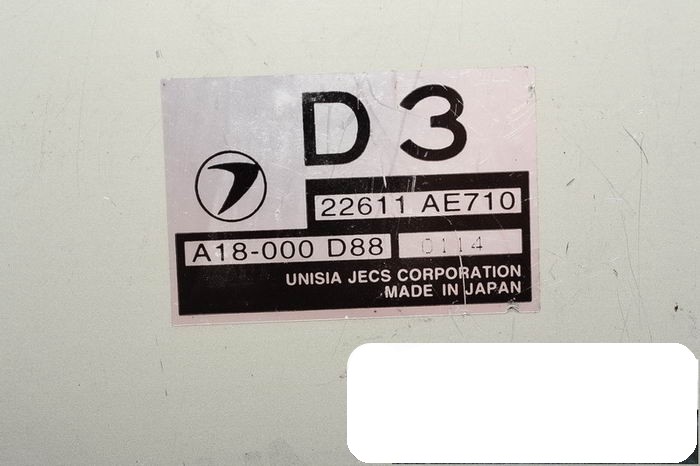 D3
22611 AE710
A18-000 D88 0114
UNISIA JECS CORPORATION
MADE IN JAPAN